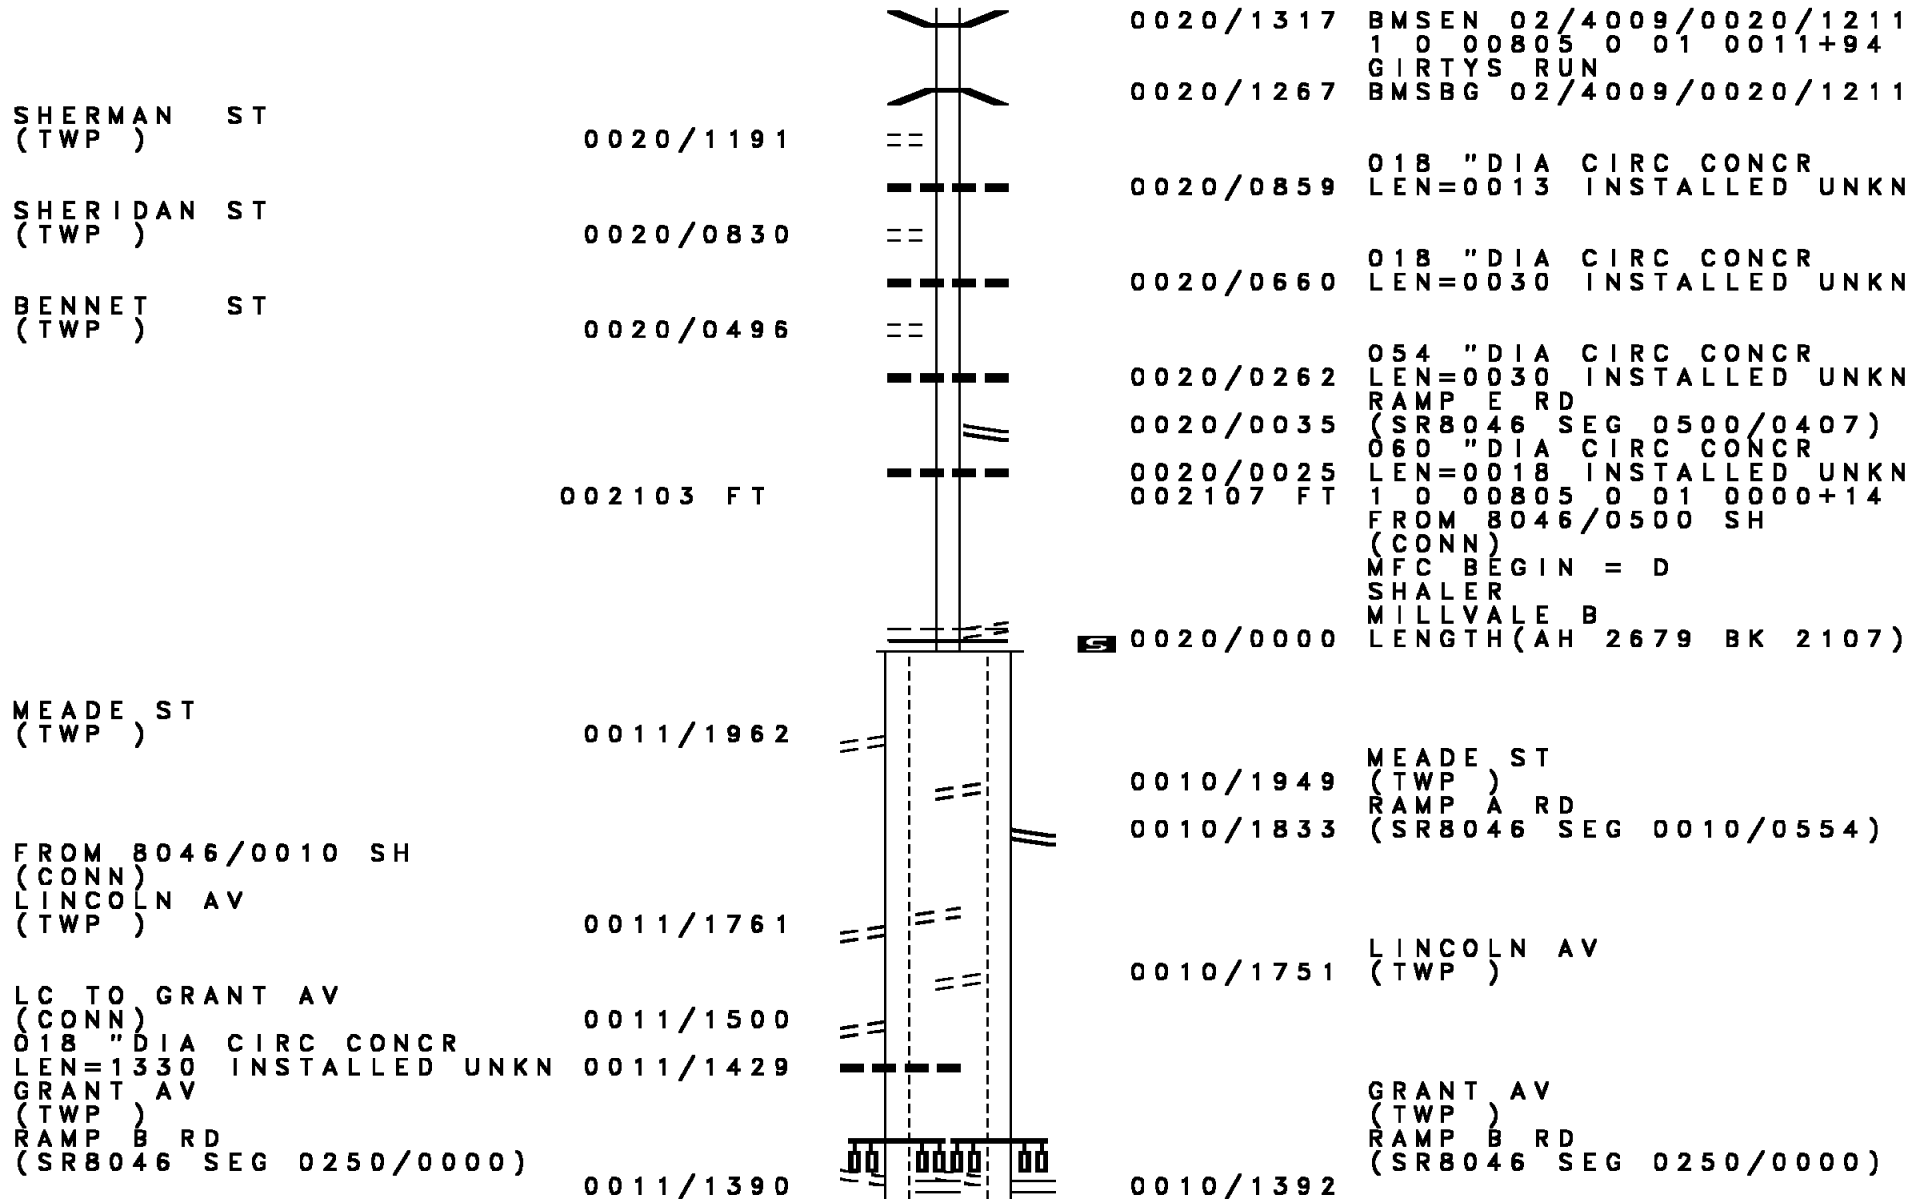 0020/1317 BMSEN 02/4009/0020/1211
1 0 00805 0 01 0011+94
GIRTYS RUN
0020/1267 BMSBG 02/4009/0020/1211
SHERMAN ST
(TWP ) 0020/1191
018 "DIA CIRC CONCR
0020/0859 LEN=0013 INSTALLED UNKN
SHERIDAN ST
(TWP ) 0020/0830
018 "DIA CIRC CONCR
0020/0660 LEN=0030 INSTALLED UNKN
BENNET ST
(TWP ) 0020/0496
054 "DIA CIRC CONCR
0020/0262 LEN=0030 INSTALLED UNKN
RAMP E RD
0020/0035 (SR8046 SEG 0500/0407)
060 "DIA CIRC CONCR
0020/0025 LEN=0018 INSTALLED UNKN
002103 FT 002107 FT 1 0 00805 0 01 0000+14
FROM 8046/0500 SH
(CONN)
MFC BEGIN = D
SHALER
MILLVALE B
S 0020/0000 LENGTH(AH 2679 BK 2107)
MEADE ST
(TWP ) 0011/1962
MEADE ST
0010/1949 (TWP )
RAMP A RD
0010/1833 (SR8046 SEG 0010/0554)
FROM 8046/0010 SH
(CONN)
LINCOLN AV
(TWP ) 0011/1761
LINCOLN AV
0010/1751 (TWP )
LC TO GRANT AV
(CONN) 0011/1500
018 "DIA CIRC CONCR
LEN=1330 INSTALLED UNKN 0011/1429
GRANT AV
(TWP )
RAMP B RD
(SR8046 SEG 0250/0000)
0011/1390
GRANT AV
(TWP )
RAMP B RD
(SR8046 SEG 0250/0000)
0010/1392